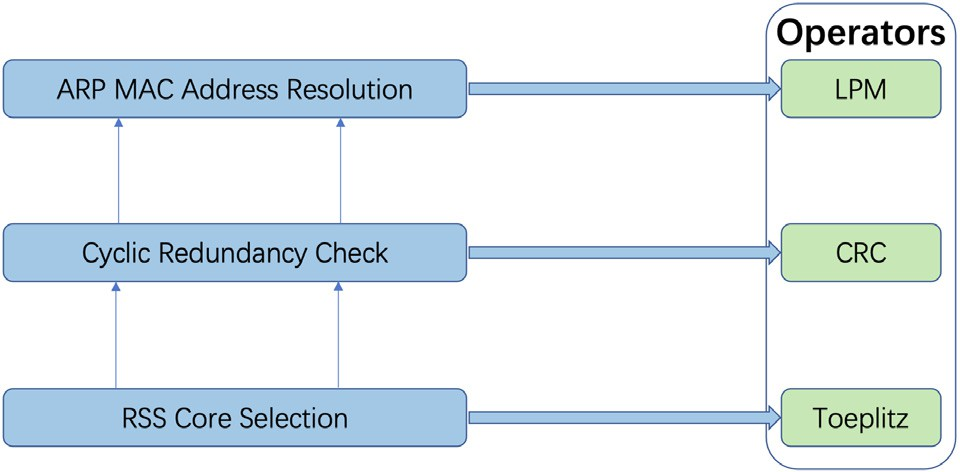 Operators
ARP MAC Address Resolution
LPM
Cyclic Redundancy Check
CRC
RSS Core Selection
Toeplitz